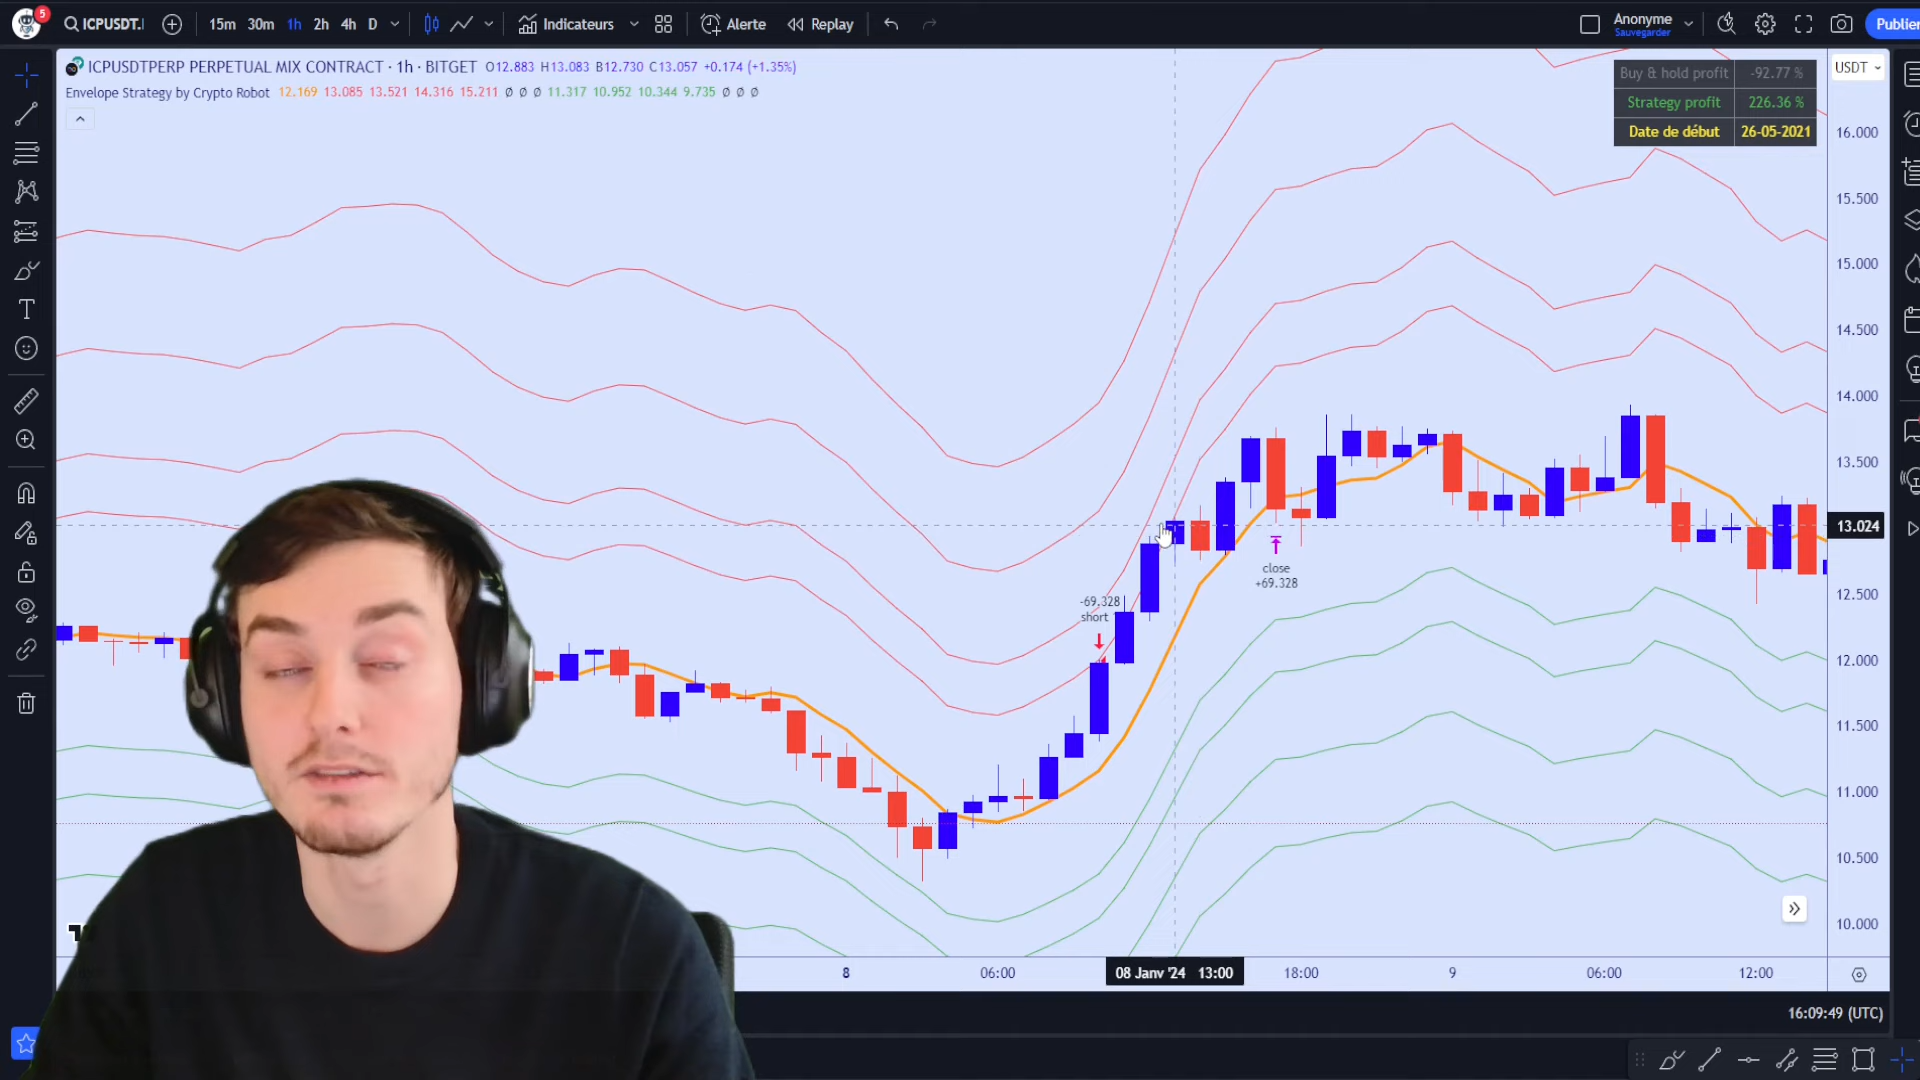 5
ICPUSDT.
15m 30m 1h 2h 4h D
Indicateurs
Alerte
Replay
Anonyme
Sauvegarder
Publier
ICPUSDTPERP PERPETUAL MIX CONTRACT · 1h · BITGET O12.883 H13.083 B12.730 C13.057 +0.174 (+1.35%)
Envelope Strategy by Crypto Robot 12.169 13.085 13.521 14.316 15.211 ∅ ∅ ∅ 11.317 10.952 10.344 9.735 ∅ ∅ ∅
Buy & hold profit -92.77 %
Strategy profit 226.36 %
Date de début 26-05-2021
USDT
16.000
15.500
15.000
14.500
14.000
13.500
13.024
12.500
12.000
11.500
11.000
10.500
10.000
-69.328
short
close
+69.328
8 06:00 08 Janv '24 13:00 18:00 9 06:00 12:00
16:09:49 (UTC)